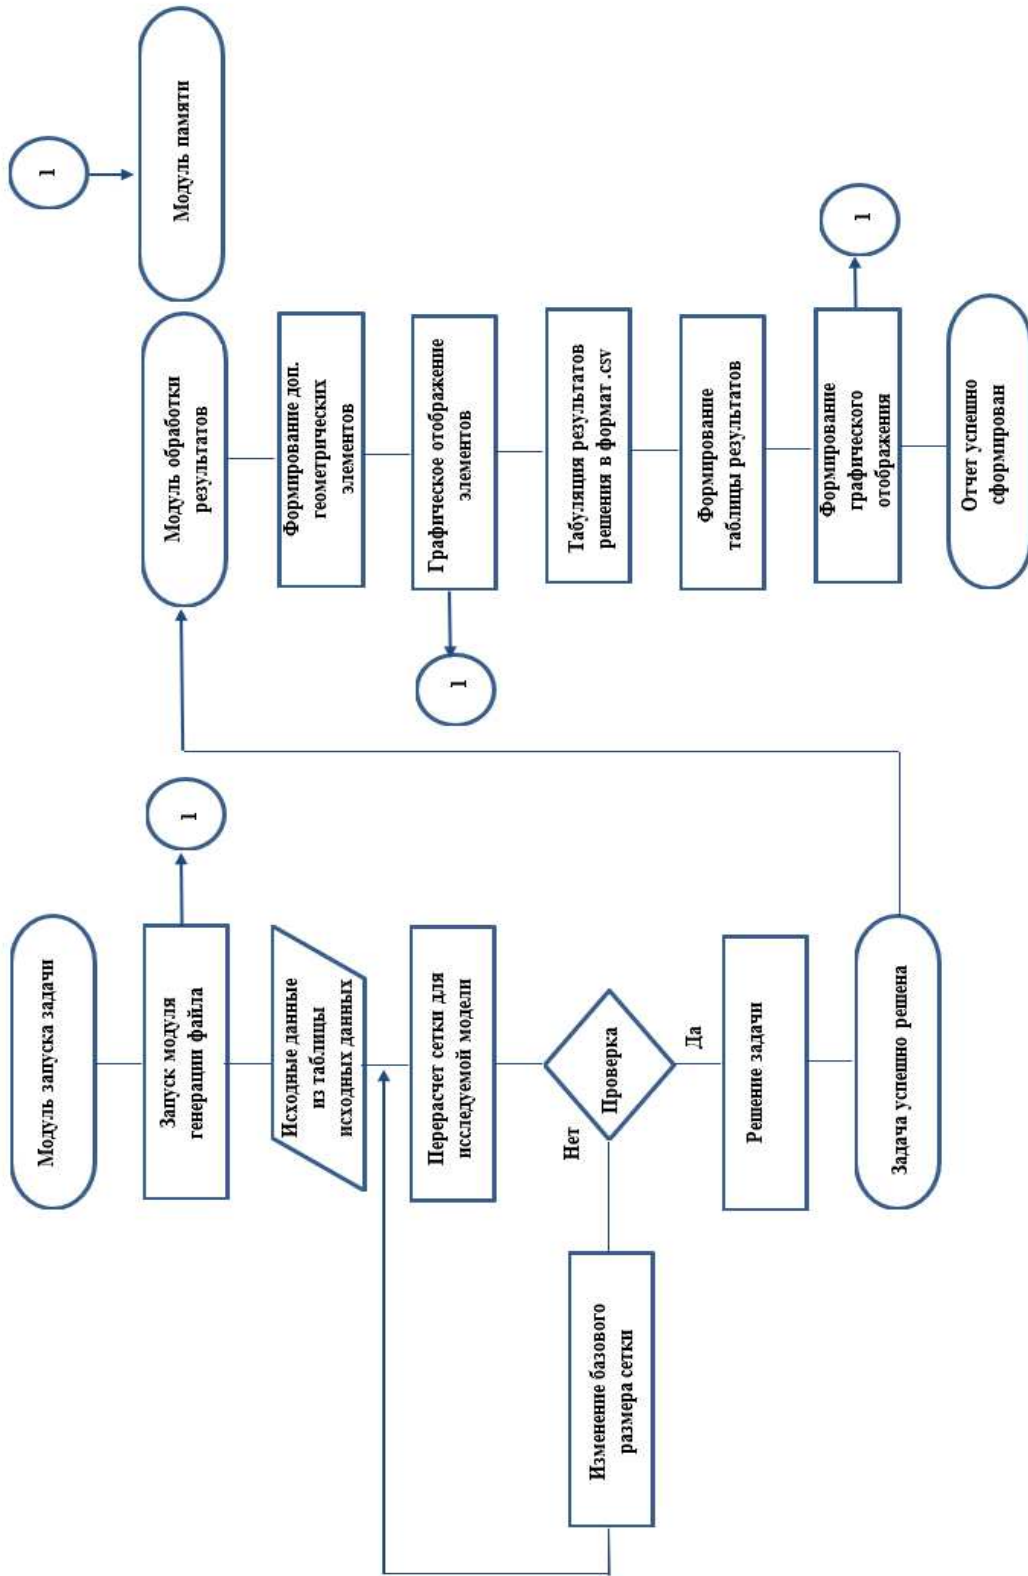 Модуль запуска задачи
Запуск модуля
генерации файла
1
Исходные данные
из таблицы
исходных данных
Перерасчет сетки для
исследуемой модели
Проверка
Нет
Да
Изменение базового
размера сетки
Решение задачи
Задача успешно решена
Модуль обработки
результатов
Формирование доп.
геометрических
элементов
Графическое отображение
элементов
1
Табуляция результатов
решения в формат .csv
Формирование
таблицы результатов
Формирование
графического
отображения
1
Отчет успешно
сформирован
1
Модуль памяти